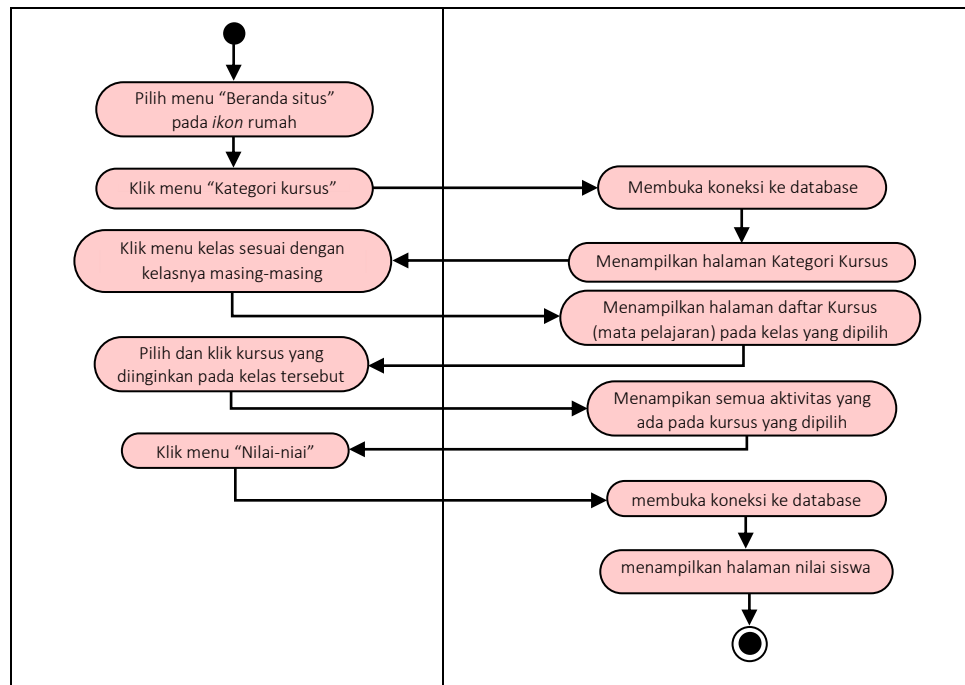 Pilih menu “Beranda situs”
pada ikon rumah
Klik menu “Kategori kursus”
Membuka koneksi ke database
Menampilkan halaman Kategori Kursus
Klik menu kelas sesuai dengan
kelasnya masing-masing
Menampilkan halaman daftar Kursus
(mata pelajaran) pada kelas yang dipilih
Pilih dan klik kursus yang
diinginkan pada kelas tersebut
Menampikan semua aktivitas yang
ada pada kursus yang dipilih
Klik menu “Nilai-niai”
membuka koneksi ke database
menampilkan halaman nilai siswa